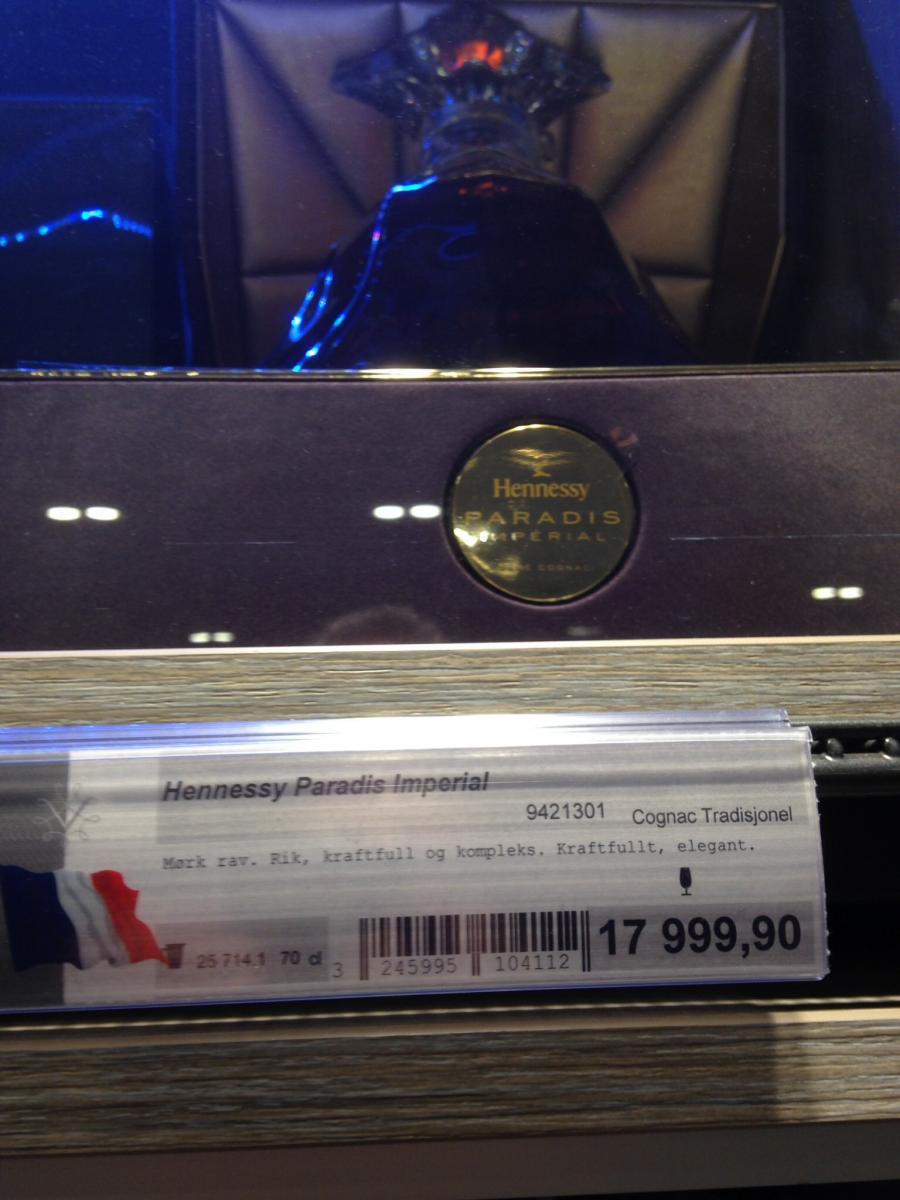 Hennessy
PARADIS
IMPÉRIAL
COGNAC
Hennessy Paradis Imperial
9421301 Cognac Tradisjonel
Mørk rav. Rik, kraftfull og kompleks. Kraftfullt, elegant.
25 714.1 70 cl
3 245995 104112
17 999,90